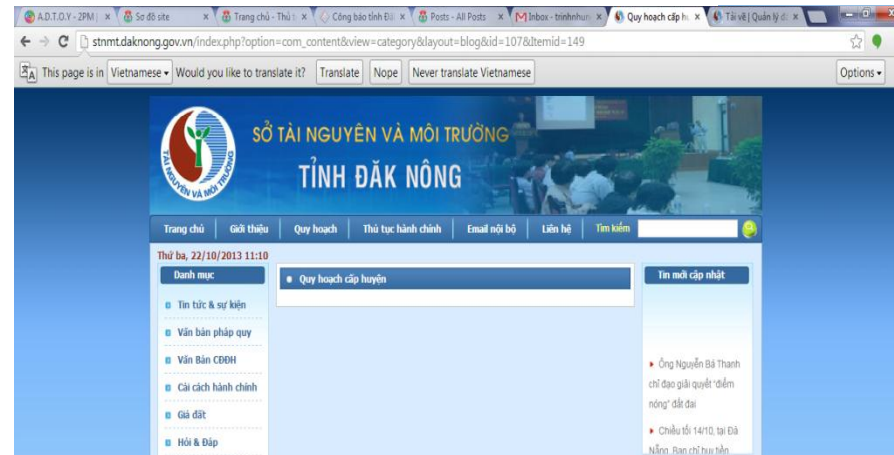 A.D.T.O.Y - 2PM |
Sơ đồ site
Trang chủ - Thủ t
Công báo tỉnh Đă
Posts - All Posts
Inbox - trinhnhun
Quy hoạch cấp hu
Tải về | Quản lý d
stnmt.daknong.gov.vn/index.php?option=com_content&view=category&layout=blog&id=107&Itemid=149
This page is in Vietnamese Would you like to translate it? Translate Nope Never translate Vietnamese Options
SỞ TÀI NGUYÊN VÀ MÔI TRƯỜNG
TỈNH ĐĂK NÔNG
TÀI NGUYÊN VÀ MÔI TRƯỜNG
Trang chủ Giới thiệu Quy hoạch Thủ tục hành chính Email nội bộ Liên hệ Tìm kiếm
Thứ ba, 22/10/2013 11:10
Danh mục
Tin tức & sự kiện
Văn bản pháp quy
Văn Bản CĐĐH
Cải cách hành chính
Giá đất
Hỏi & Đáp
Quy hoạch cấp huyện
Tin mới cập nhật
Ông Nguyễn Bá Thanh
chỉ đạo giải quyết "điểm
nóng" đất đai
Chiều tối 14/10, tại Đà
Nẵng, Ban chỉ huy tiền